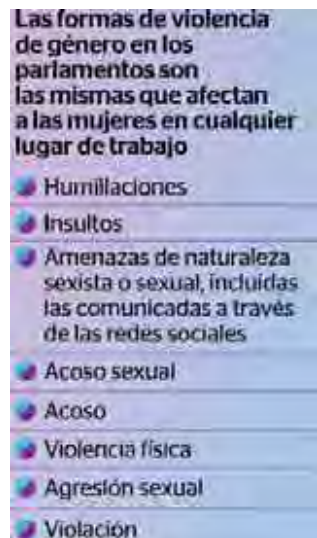 Las formas de violencia
de género en los
parlamentos son
las mismas que afectan
a las mujeres en cualquier
lugar de trabajo
Humillaciones
Insultos
Amenazas de naturaleza
sexista o sexual, incluidas
las comunicadas a través
de las redes sociales
Acoso sexual
Acoso
Violencia física
Agresión sexual
Violación